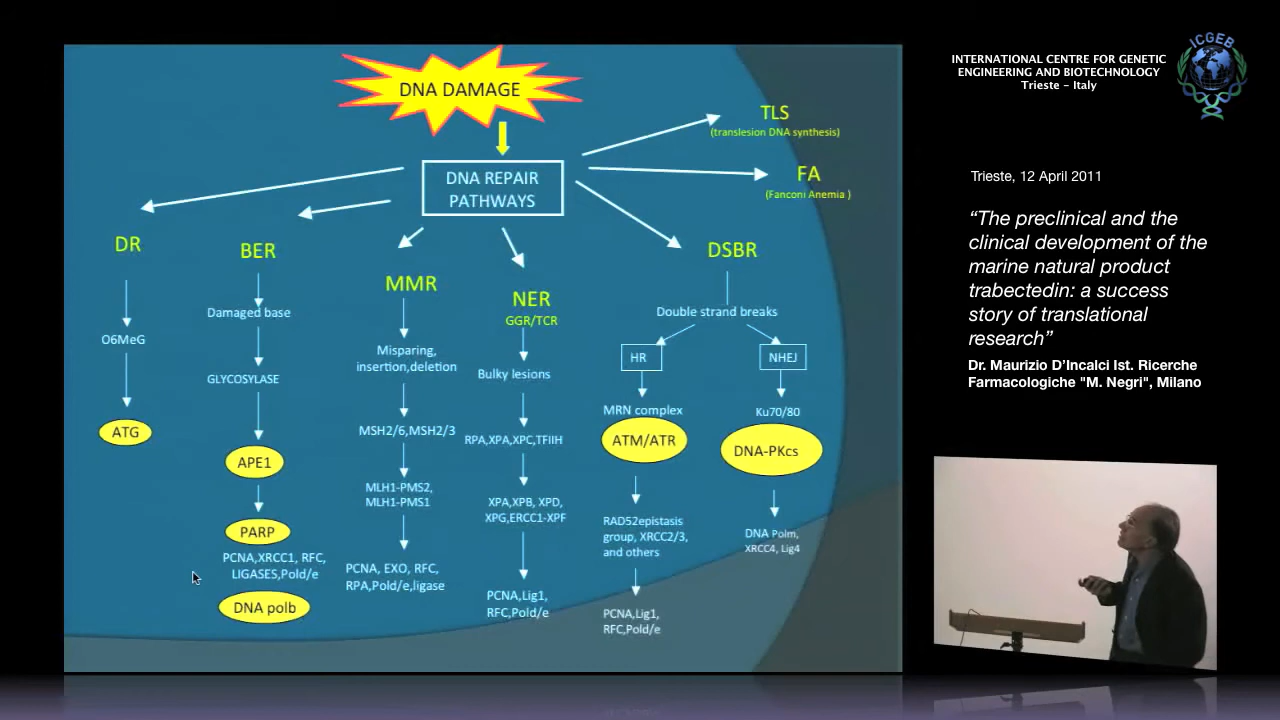 DNA DAMAGE
DNA REPAIR
PATHWAYS
TLS
(translesion DNA synthesis)
FA
(Fanconi Anemia )
DR
O6MeG
ATG
BER
Damaged base
GLYCOSYLASE
APE1
PARP
PCNA,XRCC1, RFC,
LIGASES,Pold/e
DNA polb
MMR
Misparing,
insertion,deletion
MSH2/6,MSH2/3
MLH1-PMS2,
MLH1-PMS1
PCNA, EXO, RFC,
RPA,Pold/e,ligase
NER
GGR/TCR
Bulky lesions
RPA,XPA,XPC,TFIIH
XPA,XPB, XPD,
XPG,ERCC1-XPF
PCNA,Lig1,
RFC,Pold/e
DSBR
Double strand breaks
HR
MRN complex
ATM/ATR
RAD52epistasis
group, XRCC2/3,
and others
PCNA,Lig1,
RFC,Pold/e
NHEJ
Ku70/80
DNA-PKcs
DNA Polm,
XRCC4, Lig4
INTERNATIONAL CENTRE FOR GENETIC
ENGINEERING AND BIOTECHNOLOGY
Trieste - Italy
ICGEB
Trieste, 12 April 2011
“The preclinical and the
clinical development of the
marine natural product
trabectedin: a success
story of translational
research”
Dr. Maurizio D’Incalci Ist. Ricerche
Farmacologiche "M. Negri", Milano